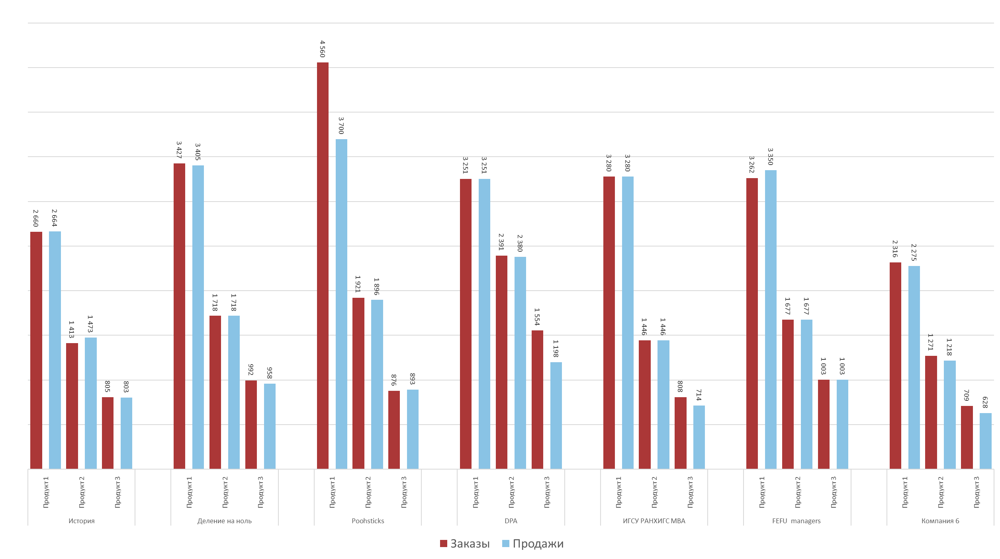 2 660
2 664
1 413
1 473
805
803
3 427
3 405
1 718
1 718
992
958
4 560
3 700
1 921
1 896
876
893
3 251
3 251
2 391
2 380
1 554
1 198
3 280
3 280
1 446
1 446
808
714
3 262
3 350
1 677
1 677
1 003
1 003
2 316
2 275
1 271
1 218
709
628
Продукт1
Продукт2
Продукт3
Продукт1
Продукт2
Продукт3
Продукт1
Продукт2
Продукт3
Продукт1
Продукт2
Продукт3
Продукт1
Продукт2
Продукт3
Продукт1
Продукт2
Продукт3
Продукт1
Продукт2
Продукт3
История
Деление на ноль
Poohsticks
DPA
ИГСУ РАНХИГС МВА
FEFU managers
Компания 6
Заказы
Продажи